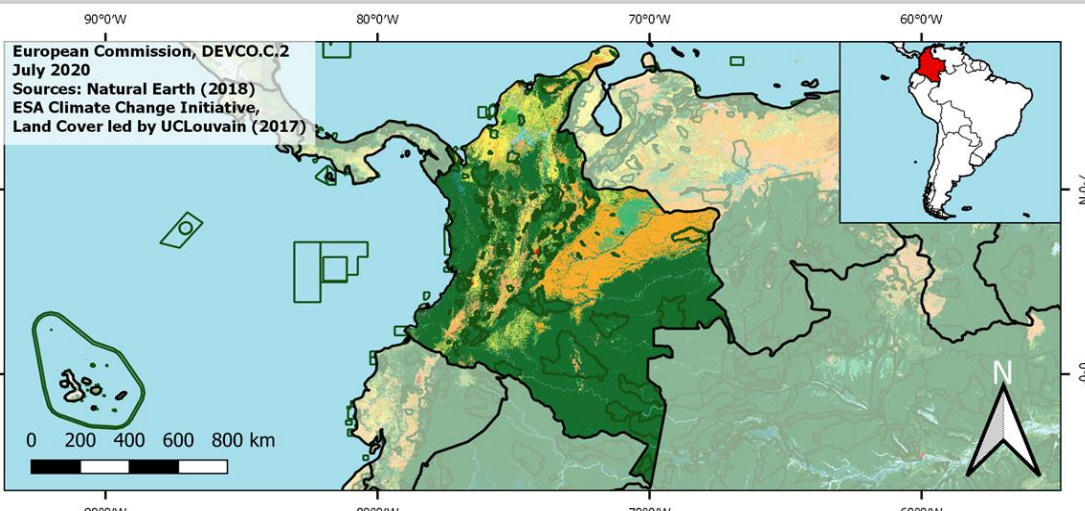 90°0'W 80°0'W 70°0'W 60°0'W
European Commission, DEVCO.C.2
July 2020
Sources: Natural Earth (2018)
ESA Climate Change Initiative,
Land Cover led by UCLouvain (2017)
N
0 200 400 600 800 km